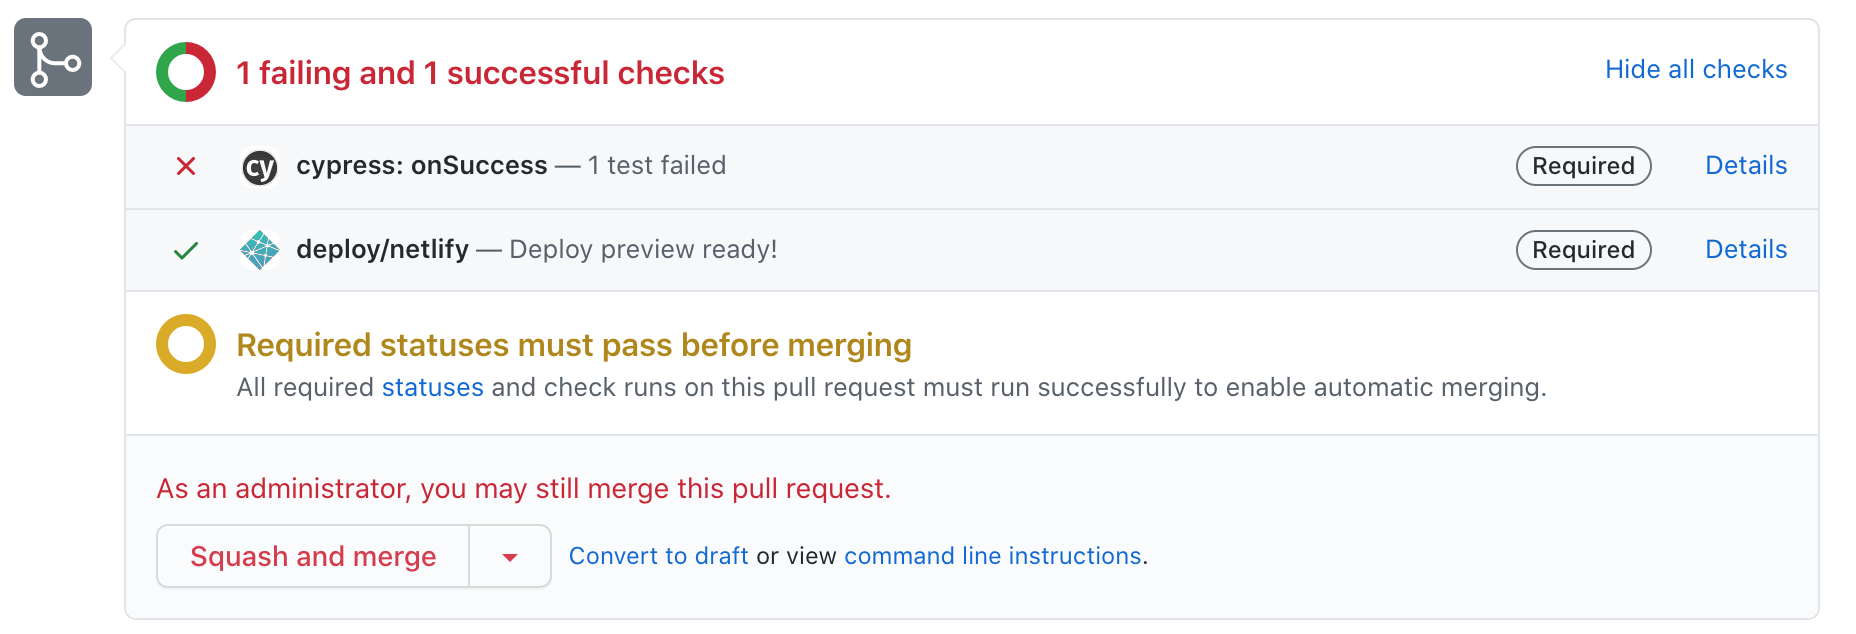 1 failing and 1 successful checks
Hide all checks
cy cypress: onSuccess — 1 test failed
Required
Details
deploy/netlify — Deploy preview ready!
Required
Details
Required statuses must pass before merging
All required statuses and check runs on this pull request must run successfully to enable automatic merging.
As an administrator, you may still merge this pull request.
Squash and merge
Convert to draft or view command line instructions.